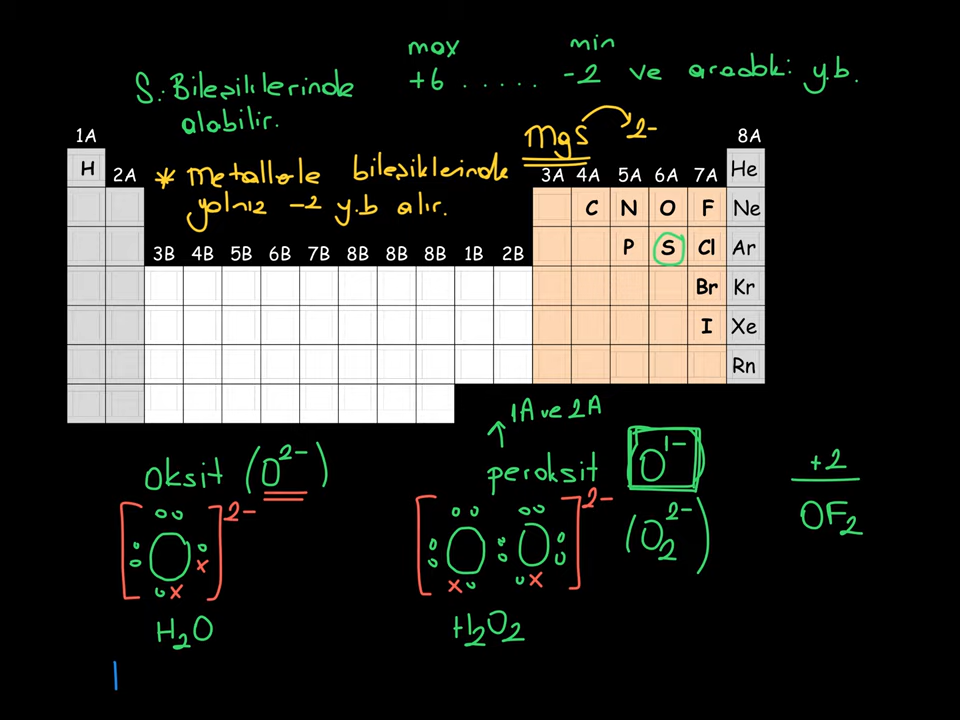 max min
S: Bileşiklerinde +6 ..... -2 ve aradaki y.b.
alabilir.
1A 8A
MgS 2-
* Metallerle bileşiklerinde
yalnız -2 y.b alır.
H 2A 3A 4A 5A 6A 7A He
C N O F Ne
3B 4B 5B 6B 7B 8B 8B 8B 1B 2B P S Cl Ar
Br Kr
I Xe
Rn
1A ve 2A
oksit (O2-) peroksit O1- +2
2- 2- (O2 2-) OF2
H2O H2O2